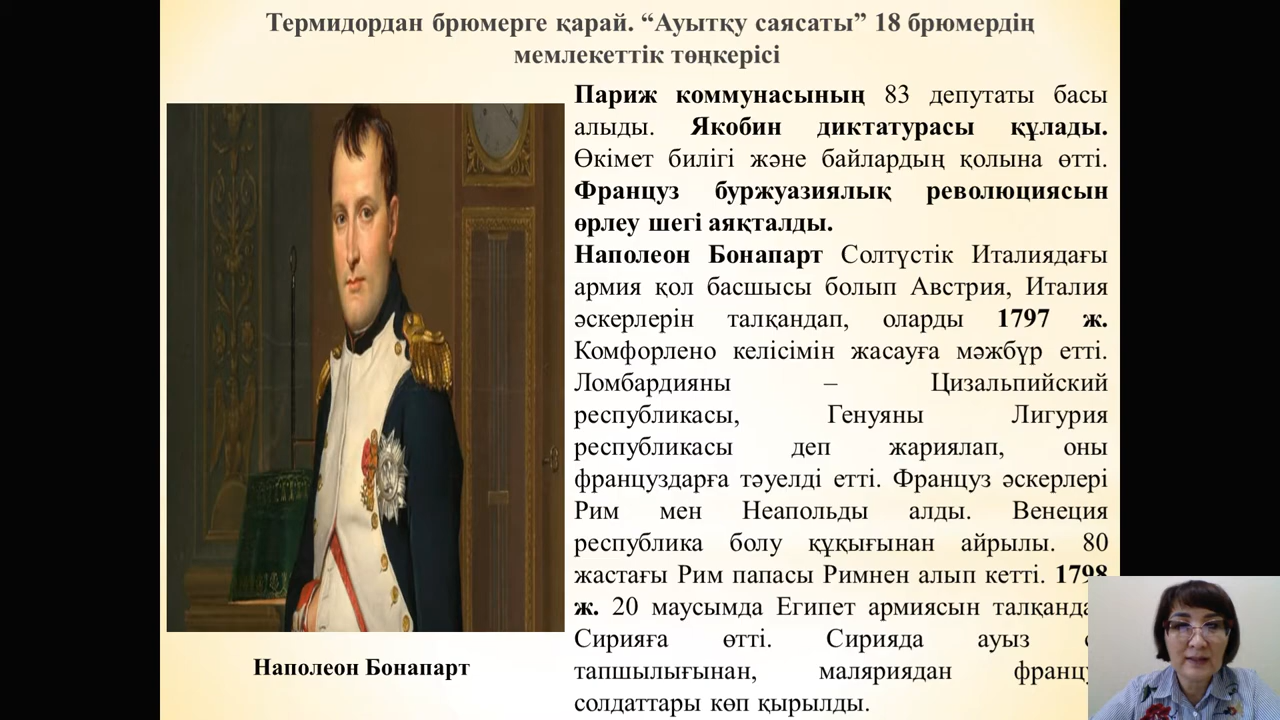 Термидордан брюмерге қарай. “Ауытқу саясаты” 18 брюмердің
мемлекеттік төңкерісі
Париж коммунасының 83 депутаты басы
алыды. Якобин диктатурасы құлады.
Өкімет билігі және байлардың қолына өтті.
Француз буржуазиялық революциясын
өрлеу шегі аяқталды.
Наполеон Бонапарт Солтүстік Италиядағы
армия қол басшысы болып Австрия, Италия
әскерлерін талқандап, оларды 1797 ж.
Комфорлено келісімін жасауға мәжбүр етті.
Ломбардияны – Цизальпийский
республикасы, Генуяны Лигурия
республикасы деп жариялап, оны
француздарға тәуелді етті. Француз әскерлері
Рим мен Неапольды алды. Венеция
республика болу құқығынан айрылы. 80
жастағы Рим папасы Римнен алып кетті. 1798
ж. 20 маусымда Египет армиясын
Сирияға өтті. Сирияда ауыз
тапшылығынан, маляриядан
солдаттары көп қырылды.
Наполеон Бонапарт